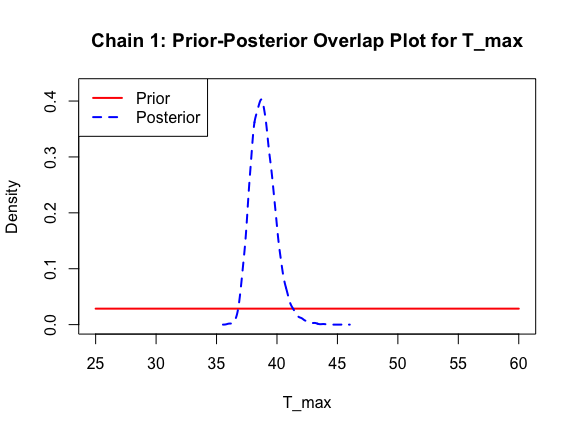 Chain 1: Prior-Posterior Overlap Plot for T_max
Prior
Posterior
Density
0.4
0.3
0.2
0.1
0.0
25 30 35 40 45 50 55 60
T_max